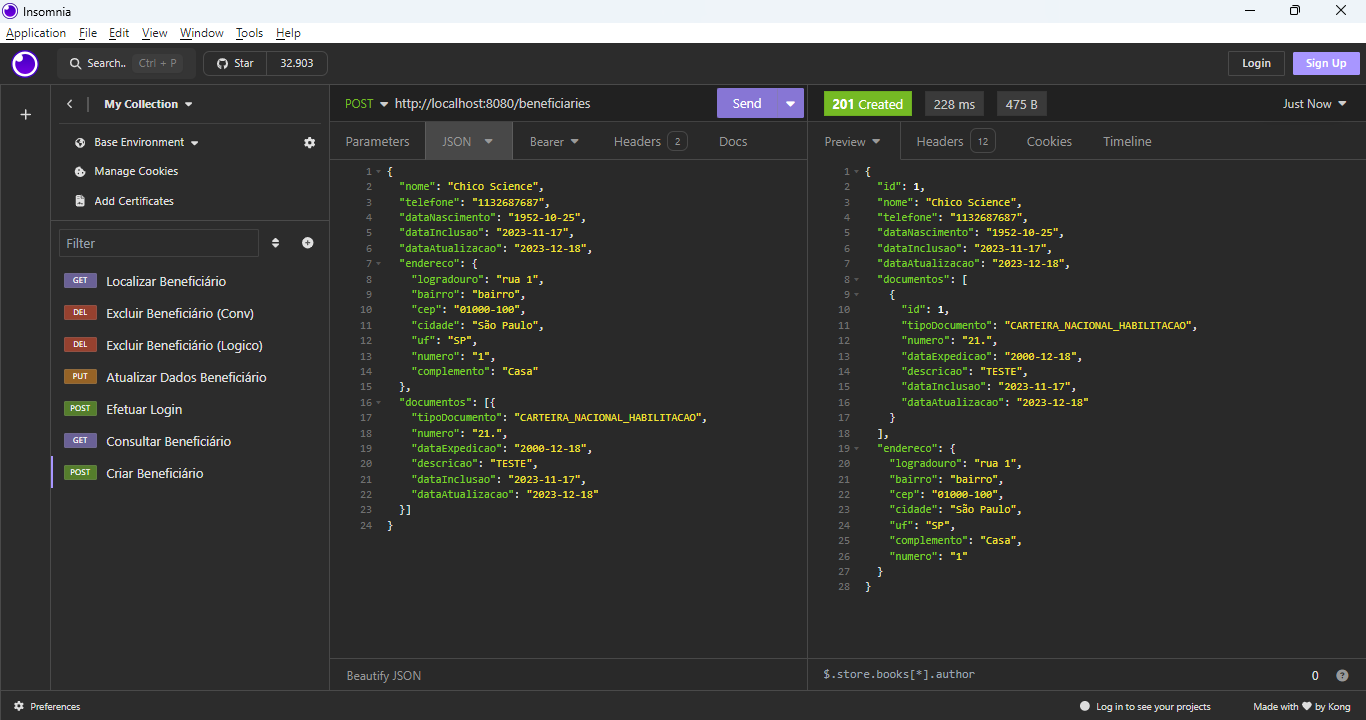 Insomnia
Application File Edit View Window Tools Help
Search.. Ctrl + P Star 32.903 Login Sign Up
My Collection
Base Environment
Manage Cookies
Add Certificates
Filter
GET Localizar Beneficiário
DEL Excluir Beneficiário (Conv)
DEL Excluir Beneficiário (Logico)
PUT Atualizar Dados Beneficiário
POST Efetuar Login
GET Consultar Beneficiário
POST Criar Beneficiário
POST http://localhost:8080/beneficiaries Send
Parameters JSON Bearer Headers 2 Docs
1 {
2 "nome": "Chico Science",
3 "telefone": "1132687687",
4 "dataNascimento": "1952-10-25",
5 "dataInclusao": "2023-11-17",
6 "dataAtualizacao": "2023-12-18",
7 "endereco": {
8 "logradouro": "rua 1",
9 "bairro": "bairro",
10 "cep": "01000-100",
11 "cidade": "São Paulo",
12 "uf": "SP",
13 "numero": "1",
14 "complemento": "Casa"
15 },
16 "documentos": [{
17 "tipoDocumento": "CARTEIRA_NACIONAL_HABILITACAO",
18 "numero": "21.",
19 "dataExpedicao": "2000-12-18",
20 "descricao": "TESTE",
21 "dataInclusao": "2023-11-17",
22 "dataAtualizacao": "2023-12-18"
23 }]
24 }
Beautify JSON
201 Created 228 ms 475 B Just Now
Preview Headers 12 Cookies Timeline
1 {
2 "id": 1,
3 "nome": "Chico Science",
4 "telefone": "1132687687",
5 "dataNascimento": "1952-10-25",
6 "dataInclusao": "2023-11-17",
7 "dataAtualizacao": "2023-12-18",
8 "documentos": [
9 {
10 "id": 1,
11 "tipoDocumento": "CARTEIRA_NACIONAL_HABILITACAO",
12 "numero": "21.",
13 "dataExpedicao": "2000-12-18",
14 "descricao": "TESTE",
15 "dataInclusao": "2023-11-17",
16 "dataAtualizacao": "2023-12-18"
17 }
18 ],
19 "endereco": {
20 "logradouro": "rua 1",
21 "bairro": "bairro",
22 "cep": "01000-100",
23 "cidade": "São Paulo",
24 "uf": "SP",
25 "complemento": "Casa",
26 "numero": "1"
27 }
28 }
$.store.books[*].author 0 ?
Preferences Log in to see your projects Made with ♥ by Kong